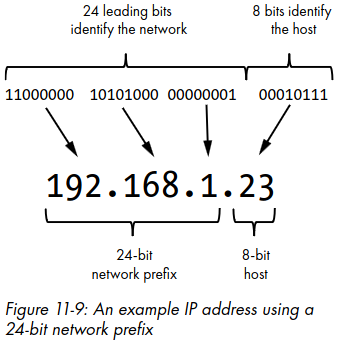 24 leading bits
identify the network
8 bits identify
the host
11000000 10101000 00000001 00010111
192.168.1.23
24-bit
network prefix
8-bit
host
Figure 11-9: An example IP address using a
24-bit network prefix